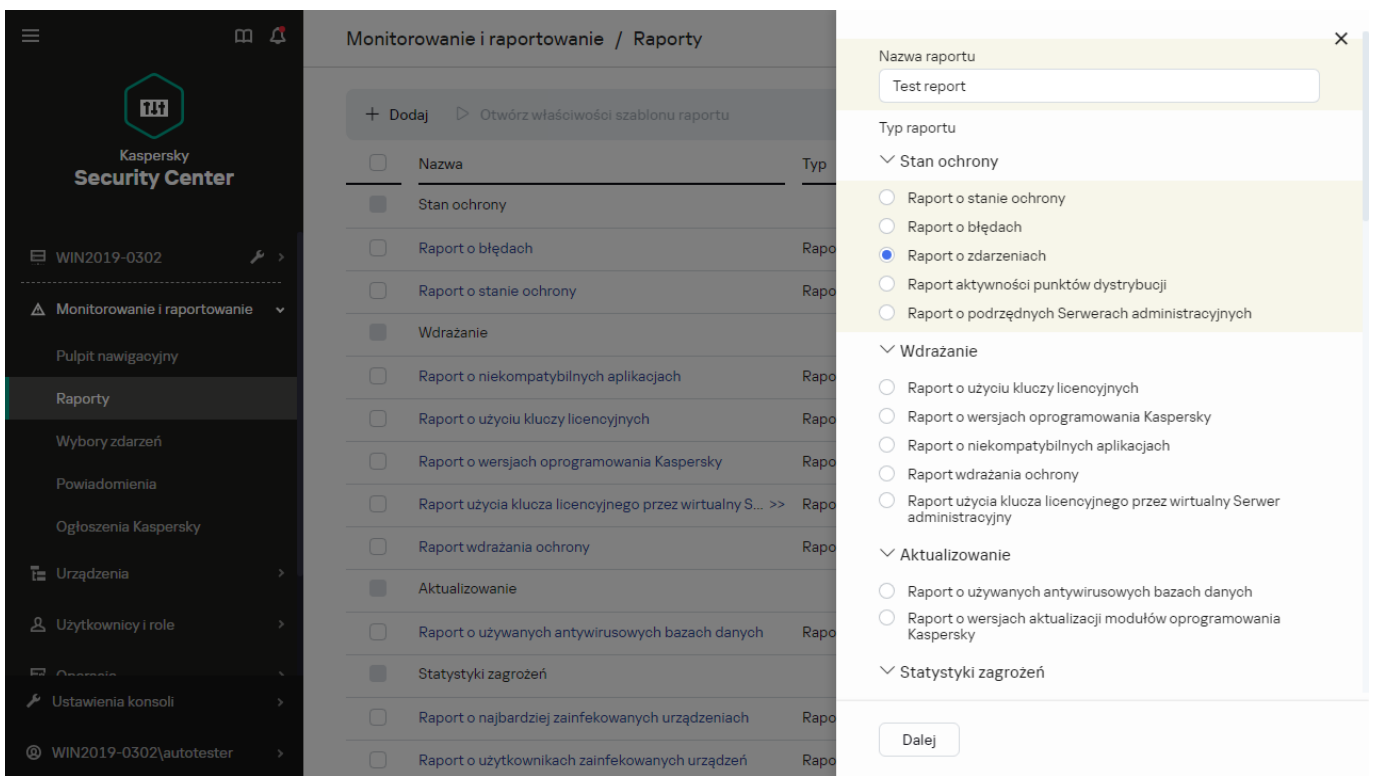 Kaspersky
Security Center
WIN2019-0302
Monitorowanie i raportowanie
Pulpit nawigacyjny
Raporty
Wybory zdarzeń
Powiadomienia
Ogłoszenia Kaspersky
Urządzenia
Użytkownicy i role
Operacje
Ustawienia konsoli
WIN2019-0302\autotester
Monitorowanie i raportowanie / Raporty
Dodaj Otwórz właściwości szablonu raportu
Nazwa Typ
Stan ochrony
Raport o błędach Rapo
Raport o stanie ochrony Rapo
Wdrażanie
Raport o niekompatybilnych aplikacjach Rapo
Raport o użyciu kluczy licencyjnych Rapo
Raport o wersjach oprogramowania Kaspersky Rapo
Raport użycia klucza licencyjnego przez wirtualny S... >> Rapo
Raport wdrażania ochrony Rapo
Aktualizowanie
Raport o używanych antywirusowych bazach danych Rapo
Statystyki zagrożeń
Raport o najbardziej zainfekowanych urządzeniach Rapo
Raport o użytkownikach zainfekowanych urządzeń Rapo
Nazwa raportu
Test report
Typ raportu
Stan ochrony
Raport o stanie ochrony
Raport o błędach
Raport o zdarzeniach
Raport aktywności punktów dystrybucji
Raport o podrzędnych Serwerach administracyjnych
Wdrażanie
Raport o użyciu kluczy licencyjnych
Raport o wersjach oprogramowania Kaspersky
Raport o niekompatybilnych aplikacjach
Raport wdrażania ochrony
Raport użycia klucza licencyjnego przez wirtualny Serwer
administracyjny
Aktualizowanie
Raport o używanych antywirusowych bazach danych
Raport o wersjach aktualizacji modułów oprogramowania
Kaspersky
Statystyki zagrożeń
Dalej